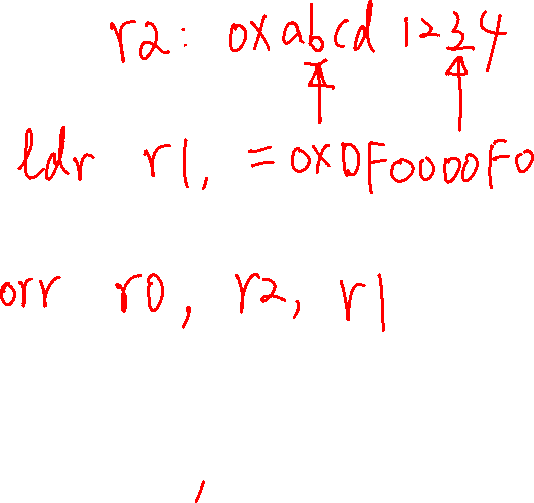 r2: 0xabcd 1234
ldr r1, =0xDF0000F0
orr r0, r2, r1
,